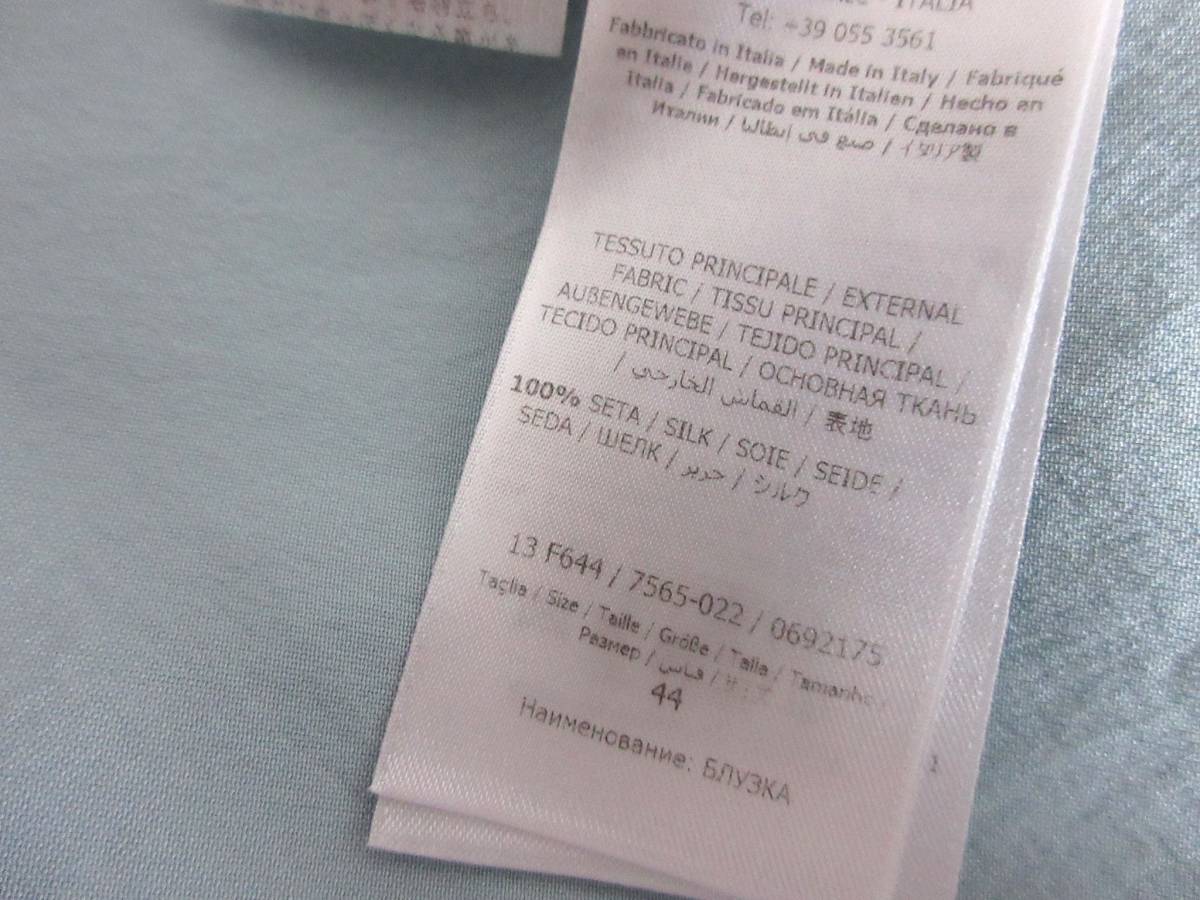 ITALIA
Tel: +39 055 3561
Fabbricato in Italia / Made in Italy / Fabriqué
en Italie / Hergestellt in Italien / Hecho en
Italia / Fabricado em Itália / Сделано в
Италии / صنع في إيطاليا / イタリア製
TESSUTO PRINCIPALE / EXTERNAL
FABRIC / TISSU PRINCIPAL /
AUßENGEWEBE / TEJIDO PRINCIPAL /
TECIDO PRINCIPAL / ОСНОВНАЯ ТКАНЬ
/ القماش الخارجي / 表地
100% SETA / SILK / SOIE / SEIDE /
SEDA / ШЕЛК / حرير / シルク
13 F644 / 7565-022 / 0692175
Taglia / Size / Taille / Größe / Talla / Tamanho /
Размер / قياس /
44
Наименование: БЛУЗКА
1